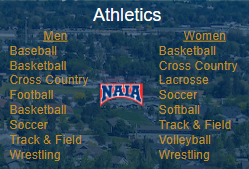 Athletics
Men
Baseball
Basketball
Cross Country
Football
Basketball
Soccer
Track & Field
Wrestling
NAIA
Women
Basketball
Cross Country
Lacrosse
Soccer
Softball
Track & Field
Volleyball
Wrestling